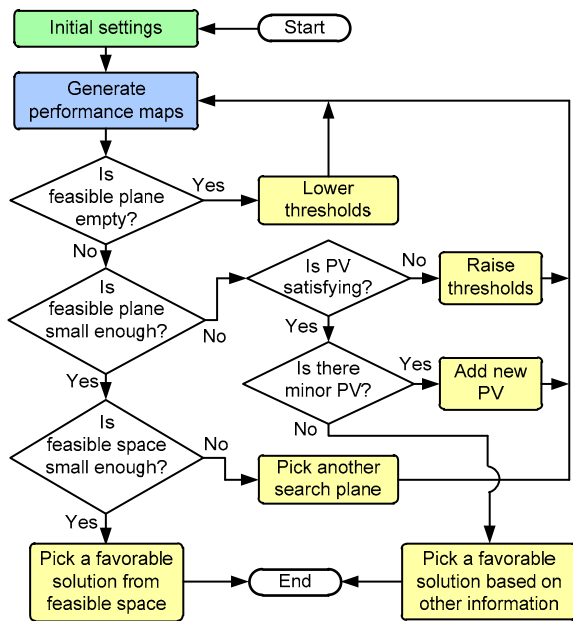 Initial settings
Start
Generate
performance maps
Is
feasible plane
empty?
Yes
Lower
thresholds
No
Is
feasible plane
small enough?
No
Is PV
satisfying?
No
Raise
thresholds
Yes
Is there
minor PV?
Yes
Add new
PV
No
Yes
Is
feasible space
small enough?
No
Pick another
search plane
Yes
Pick a favorable
solution from
feasible space
End
Pick a favorable
solution based on
other information